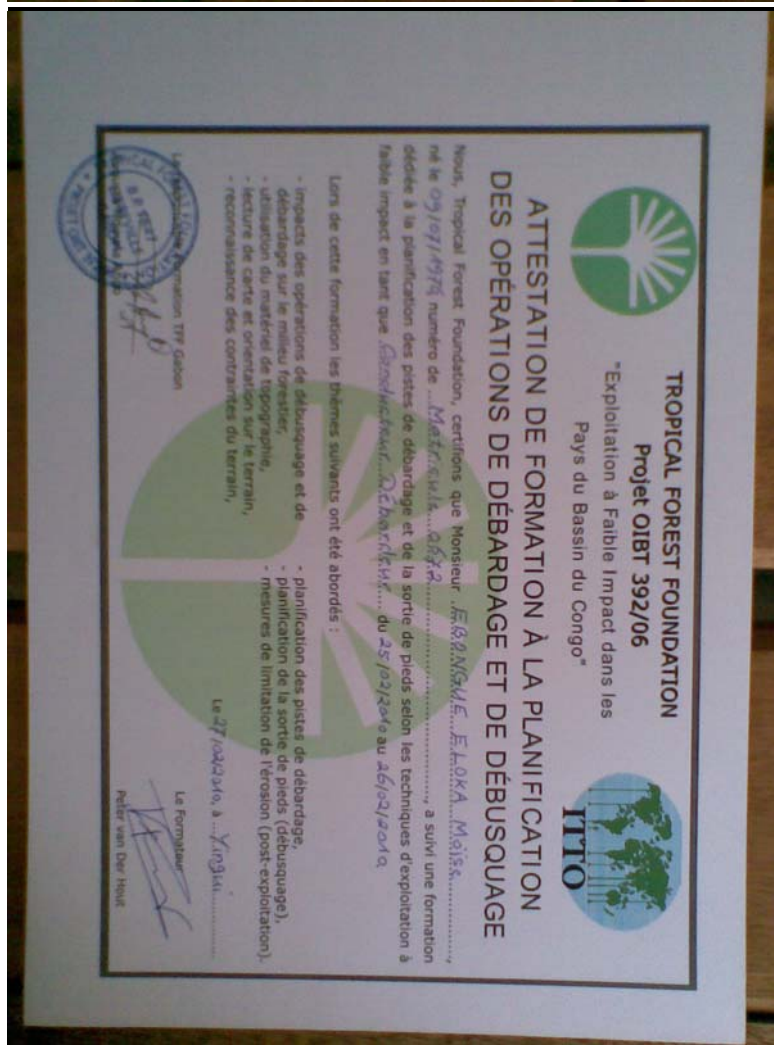 TROPICAL FOREST FOUNDATION
Projet OIBT 392/06
"Exploitation à Faible Impact dans les
Pays du Bassin du Congo"
ITTO
ATTESTATION DE FORMATION À LA PLANIFICATION
DES OPÉRATIONS DE DÉBARDAGE ET DE DÉBUSQUAGE
Nous, Tropical Forest Foundation, certifions que Monsieur EBONGUE ELOKA Moïse,
né le 09/07/1974 numéro de Matricule 2672, a suivi une formation
dédiée à la planification des pistes de débardage et de la sortie de pieds selon les techniques d'exploitation à
faible impact en tant que Conducteur Débardeur du 25/02/2010 au 26/02/2010
Lors de cette formation les thèmes suivants ont été abordés :
- impacts des opérations de débusquage et de
débardage sur le milieu forestier,
- utilisation du matériel de topographie,
- lecture de carte et orientation sur le terrain,
- reconnaissance des contraintes du terrain,
- planification des pistes de débardage,
- planification de la sortie de pieds (débusquage),
- mesures de limitation de l'érosion (post-exploitation).
Le 27/02/2010, à Yingui
Formation TFF Gabon
Le Formateur
Peter van Der Hout